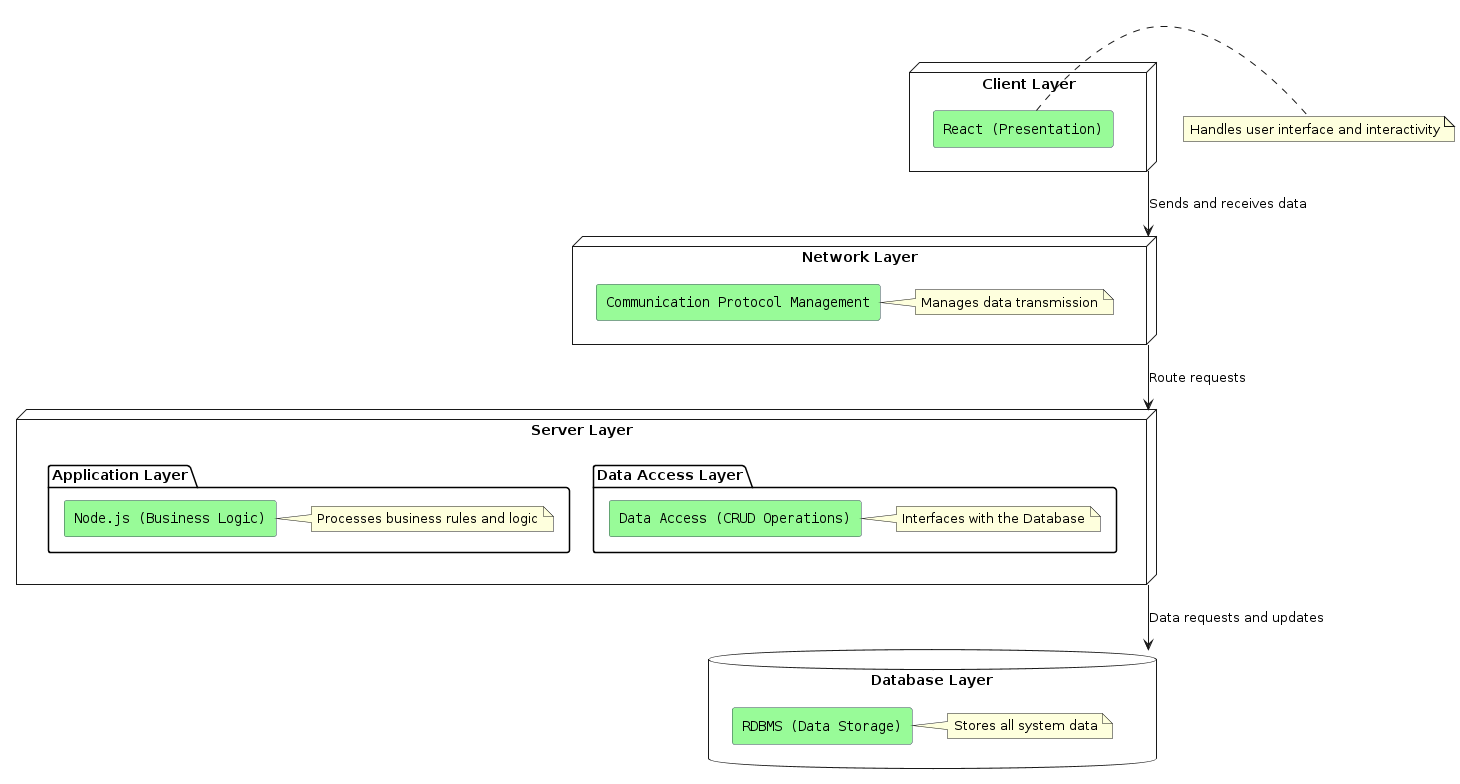 Client Layer
React (Presentation)
Handles user interface and interactivity
Sends and receives data
Network Layer
Communication Protocol Management
Manages data transmission
Route requests
Server Layer
Application Layer
Node.js (Business Logic)
Processes business rules and logic
Data Access Layer
Data Access (CRUD Operations)
Interfaces with the Database
Data requests and updates
Database Layer
RDBMS (Data Storage)
Stores all system data